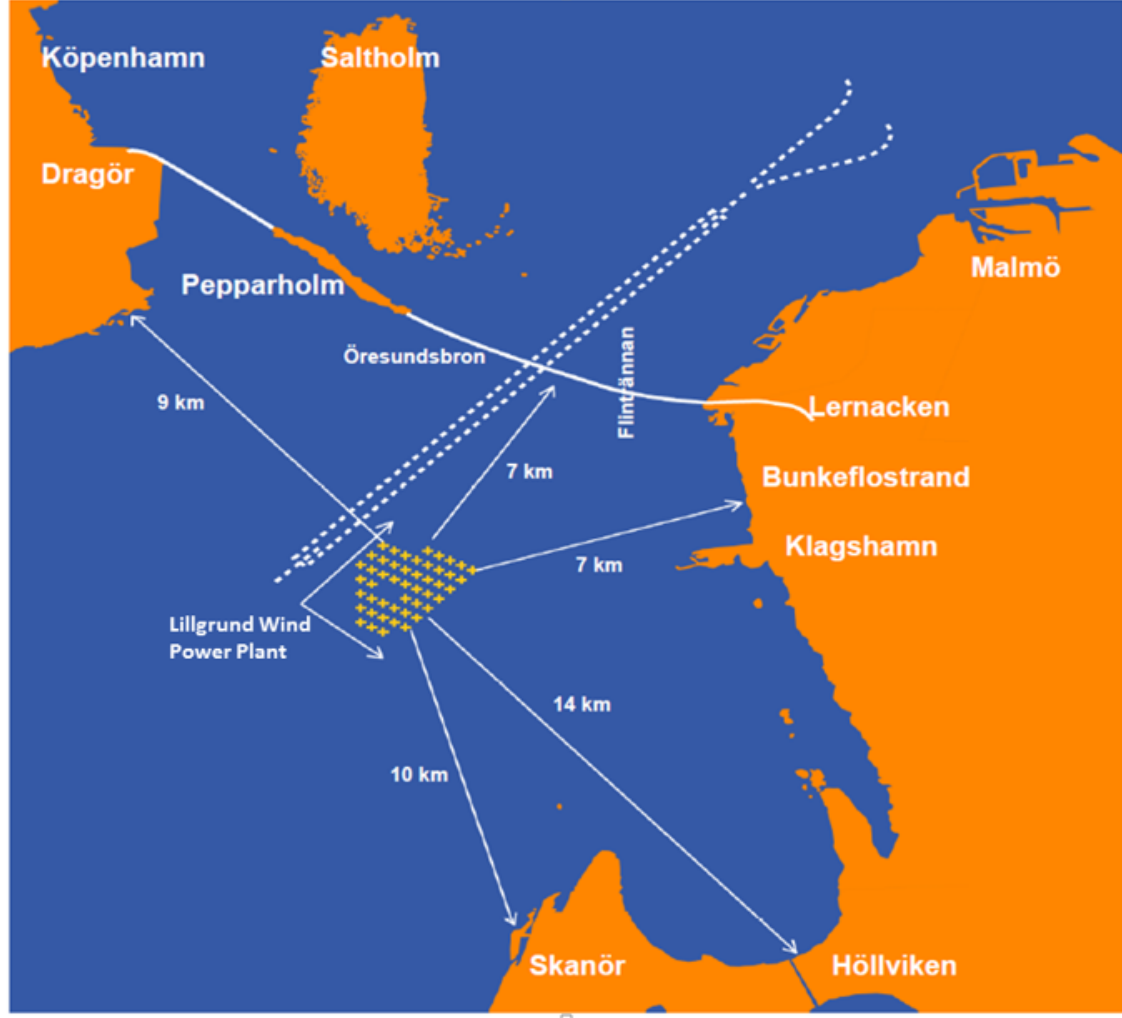 Köpenhamn
Saltholm
Dragör
Malmö
Pepparholm
Öresundsbron
Flintrännan
9 km
Lernacken
7 km
Bunkeflostrand
Klagshamn
7 km
Lillgrund Wind
Power Plant
14 km
10 km
Skanör
Höllviken